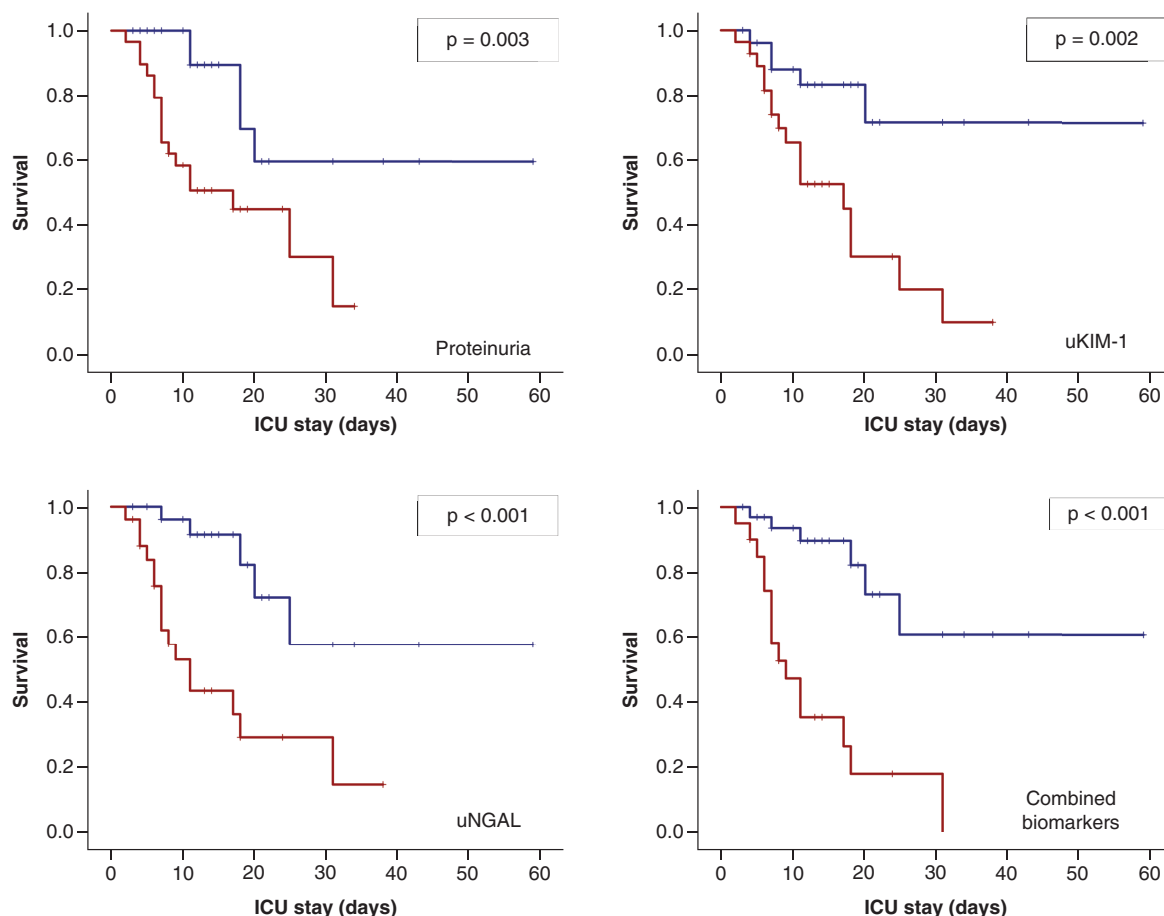 p = 0.003
1.0
0.8
0.6
0.4
0.2
0.0
Survival
Proteinuria
0 10 20 30 40 50 60
ICU stay (days)
p = 0.002
1.0
0.8
0.6
0.4
0.2
0.0
Survival
uKIM-1
0 10 20 30 40 50 60
ICU stay (days)
p < 0.001
1.0
0.8
0.6
0.4
0.2
0.0
Survival
uNGAL
0 10 20 30 40 50 60
ICU stay (days)
p < 0.001
1.0
0.8
0.6
0.4
0.2
0.0
Survival
Combined
biomarkers
0 10 20 30 40 50 60
ICU stay (days)